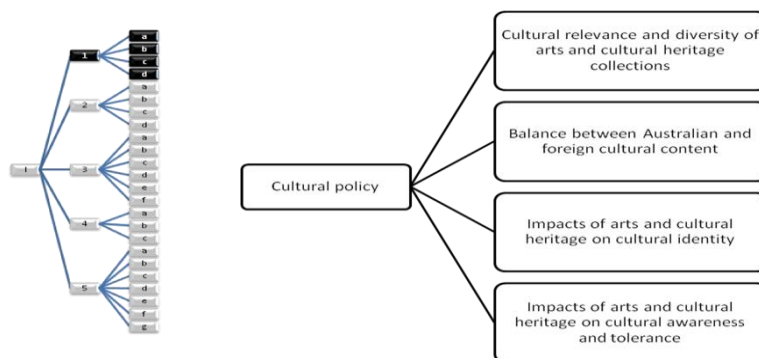 I
1
a
b
c
d
2
a
b
c
d
3
a
b
c
d
e
f
4
a
b
c
5
a
b
c
d
e
f
g
Cultural policy
Cultural relevance and diversity of
arts and cultural heritage
collections
Balance between Australian and
foreign cultural content
Impacts of arts and cultural
heritage on cultural identity
Impacts of arts and cultural
heritage on cultural awareness
and tolerance